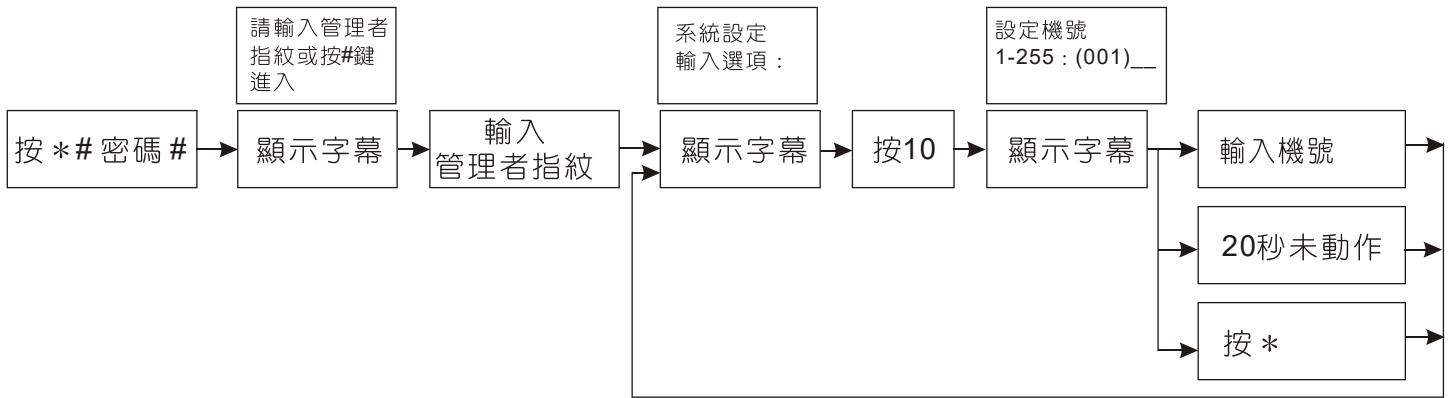 請輸入管理者
指紋或按#鍵
進入
系統設定
輸入選項：
設定機號
1-255：(001)__
按＊#密碼#
顯示字幕
輸入
管理者指紋
顯示字幕
按10
顯示字幕
輸入機號
20秒未動作
按＊